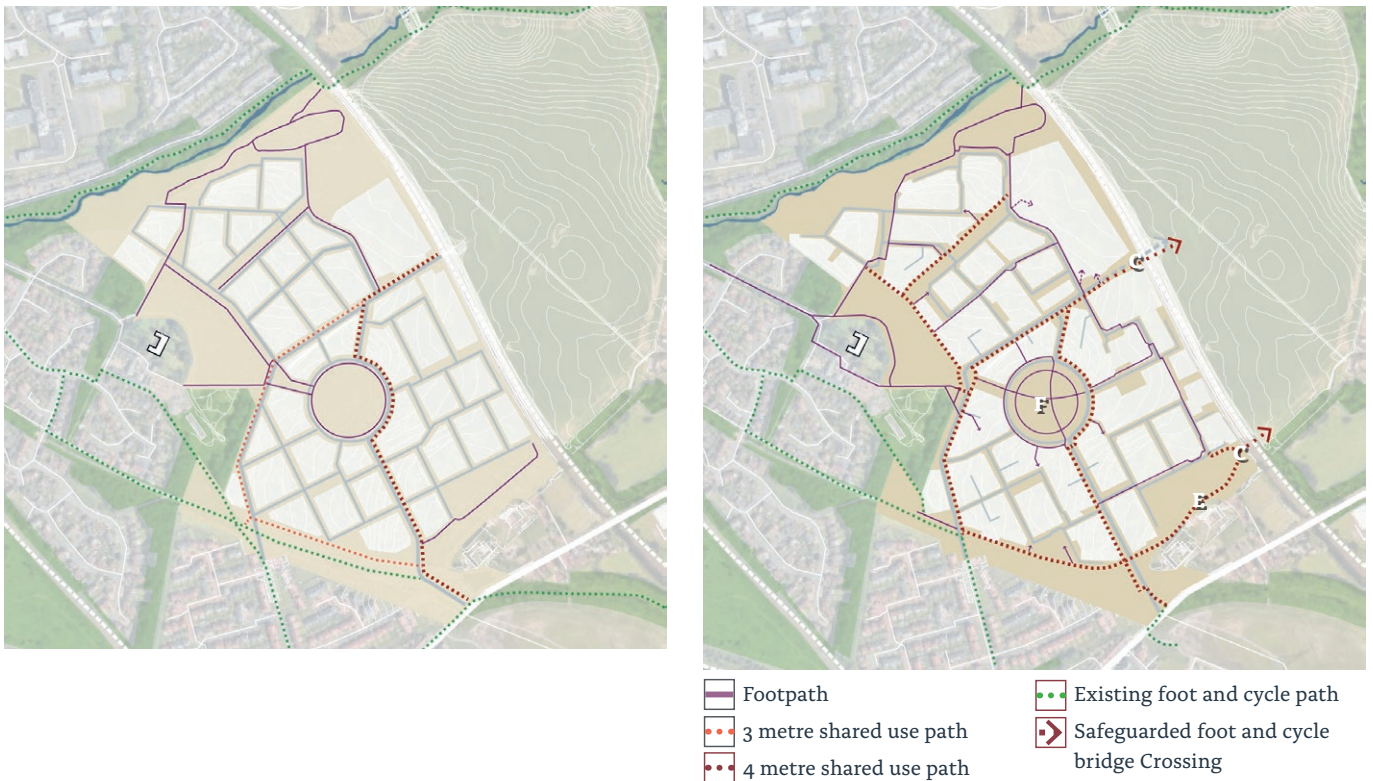 C
F
C
E
Footpath
3 metre shared use path
4 metre shared use path
Existing foot and cycle path
Safeguarded foot and cycle
bridge Crossing